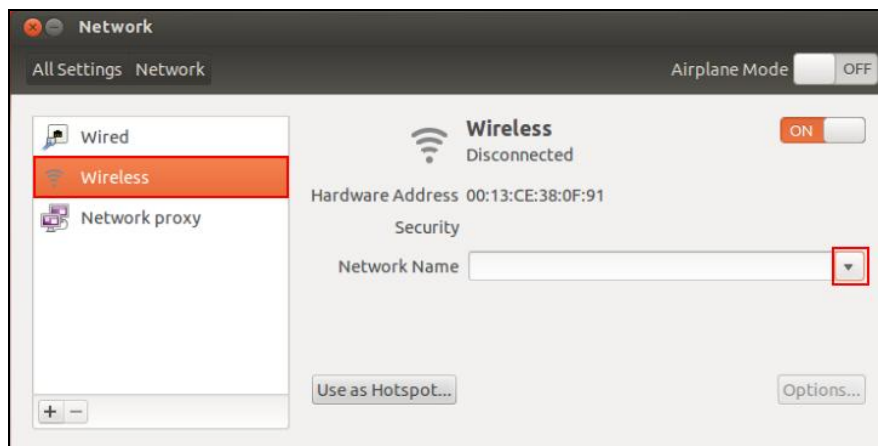 Network
All Settings Network
Airplane Mode OFF
Wired
Wireless
Network proxy
Wireless
Disconnected
ON
Hardware Address 00:13:CE:38:0F:91
Security
Network Name
Use as Hotspot...
Options...